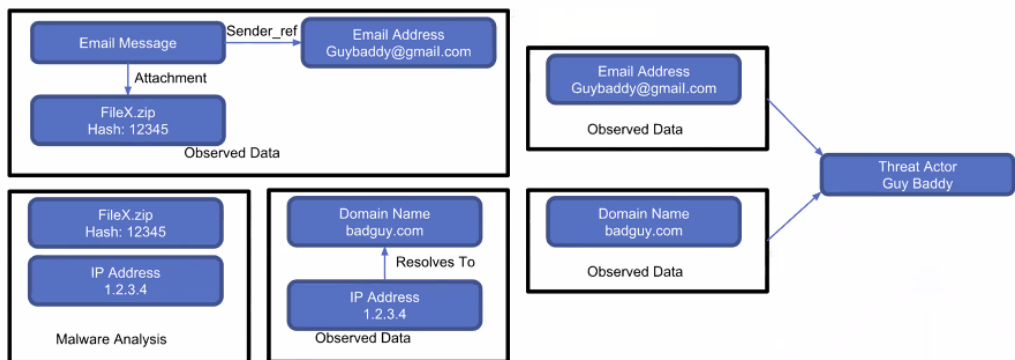 Email Message
Sender_ref
Email Address
Guybaddy@gmail.com
Attachment
FileX.zip
Hash: 12345
Observed Data
Email Address
Guybaddy@gmail.com
Observed Data
Threat Actor
Guy Baddy
FileX.zip
Hash: 12345
IP Address
1.2.3.4
Malware Analysis
Domain Name
badguy.com
Resolves To
IP Address
1.2.3.4
Observed Data
Domain Name
badguy.com
Observed Data